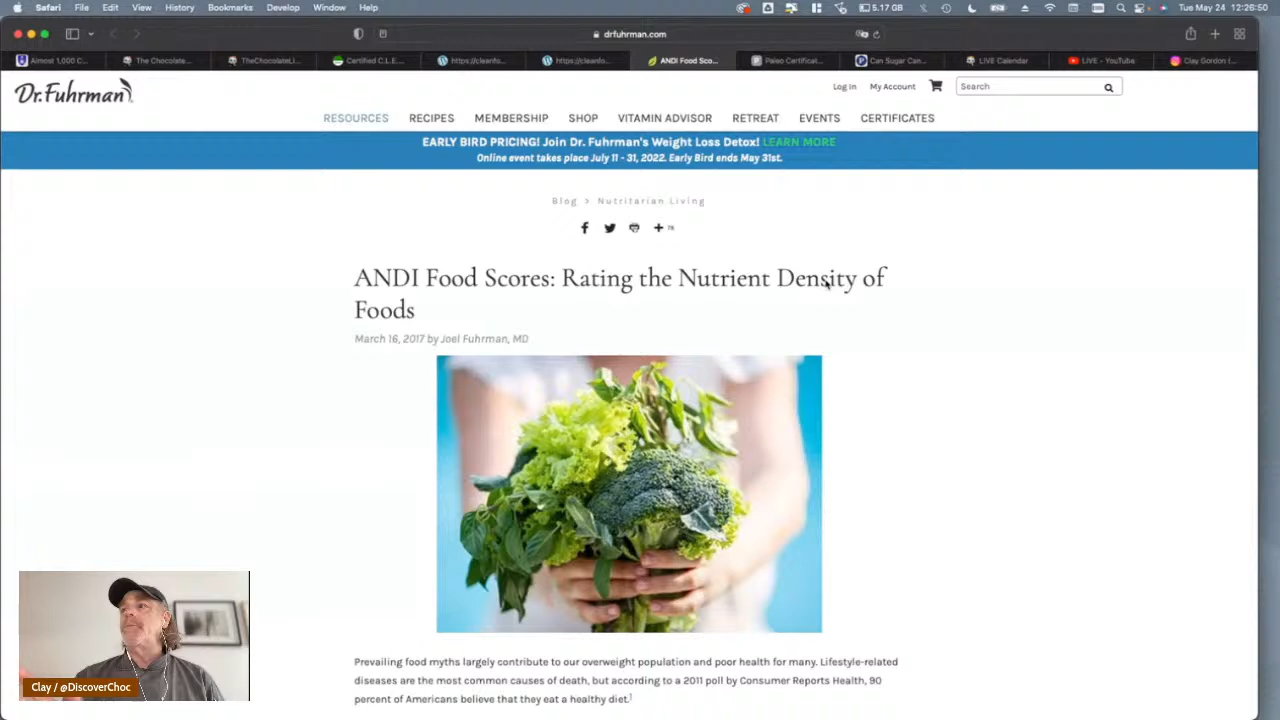 Safari File Edit View History Bookmarks Develop Window Help 5.17 GB Tue May 24 12:26:50
drfuhrman.com
Almost 1,000 C... The Chocolate... TheChocolateLi... Certified C.L.E.... https://cleanfo... https://cleanfo... ANDI Food Sco... Paleo Certificat... Can Sugar Can... LIVE Calendar LIVE - YouTube Clay Gordon (...
Dr.Fuhrman
Log in My Account Search
RESOURCES RECIPES MEMBERSHIP SHOP VITAMIN ADVISOR RETREAT EVENTS CERTIFICATES
EARLY BIRD PRICING! Join Dr. Fuhrman's Weight Loss Detox! LEARN MORE
Online event takes place July 11 - 31, 2022. Early Bird ends May 31st.
Blog > Nutritarian Living
78
ANDI Food Scores: Rating the Nutrient Density of
Foods
March 16, 2017 by Joel Fuhrman, MD
Prevailing food myths largely contribute to our overweight population and poor health for many. Lifestyle-related
diseases are the most common causes of death, but according to a 2011 poll by Consumer Reports Health, 90
percent of Americans believe that they eat a healthy diet.1
Clay / @DiscoverChoc